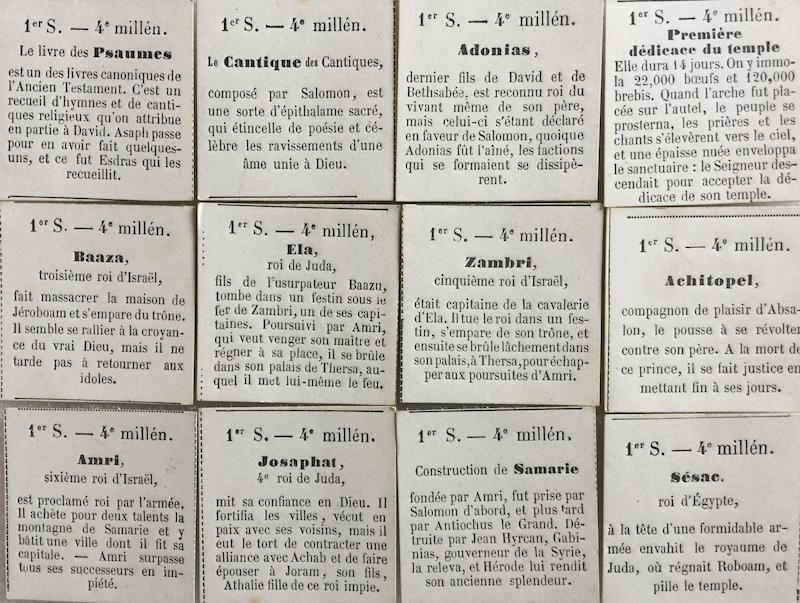 1er S. — 4e millén.
Le livre des Psaumes
est un des livres canoniques de
l'Ancien Testament. C'est un
recueil d'hymnes et de canti-
ques religieux qu'on attribue
en partie à David. Asaph passe
pour en avoir fait quelques-
uns, et ce fut Esdras qui les
recueillit.
1er S. — 4e millén.
Le Cantique des Cantiques,
composé par Salomon, est
une sorte d'épithalame sacré,
qui étincelle de poésie et cé-
lèbre les ravissements d'une
âme unie à Dieu.
1er S. — 4e millén.
Adonias,
dernier fils de David et de
Bethsabée, est reconnu roi du
vivant même de son père,
mais celui-ci s'étant déclaré
en faveur de Salomon, quoique
Adonias fût l'aîné, les factions
qui se formaient se dissipè-
rent.
1er S. — 4e millén.
Première
dédicace du temple
Elle dura 14 jours. On y immo-
la 22,000 bœufs et 120,000
brebis. Quand l'arche fut pla-
cée sur l'autel, le peuple se
prosterna, les prières et les
chants s'élevèrent vers le ciel,
et une épaisse nuée enveloppa
le sanctuaire : le Seigneur des-
cendait pour accepter la dé-
dicace de son temple.
1er S. — 4e millén.
Baaza,
troisième roi d'Israël,
fait massacrer la maison de
Jéroboam et s'empare du trône.
Il semble se rallier à la croyan-
ce du vrai Dieu, mais il ne
tarde pas à retourner aux
idoles.
1er S. — 4e millén,
Ela,
roi de Juda,
fils de l'usurpateur Baazu,
tombe dans un festin sous le
fer de Zambri, un de ses capi-
taines. Poursuivi par Amri,
qui veut venger son maître et
régner à sa place, il se brûle
dans son palais de Thersa, au-
quel il met lui-même le feu.
1er S. — 4e millén.
Zambri,
cinquième roi d'Israël,
était capitaine de la cavalerie
d'Ela. Il tue le roi dans un fes-
tin, s'empare de son trône, et
ensuite se brûle lâchement dans
son palais, à Thersa, pour échap-
per aux poursuites d'Amri.
1er S. — 4e millén.
Achitopel,
compagnon de plaisir d'Absa-
lon, le pousse à se révolter
contre son père. A la mort de
ce prince, il se fait justice en
mettant fin à ses jours.
1er S. — 4e millén.
Amri,
sixième roi d'Israël,
est proclamé roi par l'armée.
Il achète pour deux talents la
montagne de Samarie et y
bâtit une ville dont il fit sa
capitale. — Amri surpasse
tous ses successeurs en im-
piété.
1er S. — 4e millén.
Josaphat,
4e roi de Juda,
mit sa confiance en Dieu. Il
fortifia les villes, vécut en
paix avec ses voisins, mais il
eut le tort de contracter une
alliance avec Achab et de faire
épouser à Joram, son fils,
Athalie fille de ce roi impie.
1er S. — 4e millén.
Construction de Samarie
fondée par Amri, fut prise par
Salomon d'abord, et plus tard
par Antiochus le Grand. Dé-
truite par Jean Hyrcan, Gabi-
nias, gouverneur de la Syrie,
la releva, et Hérode lui rendit
son ancienne splendeur.
1er S. — 4e millén.
Sésac.
roi d'Égypte,
à la tête d'une formidable ar-
mée envahit le royaume de
Juda, où régnait Roboam, et
pille le temple.